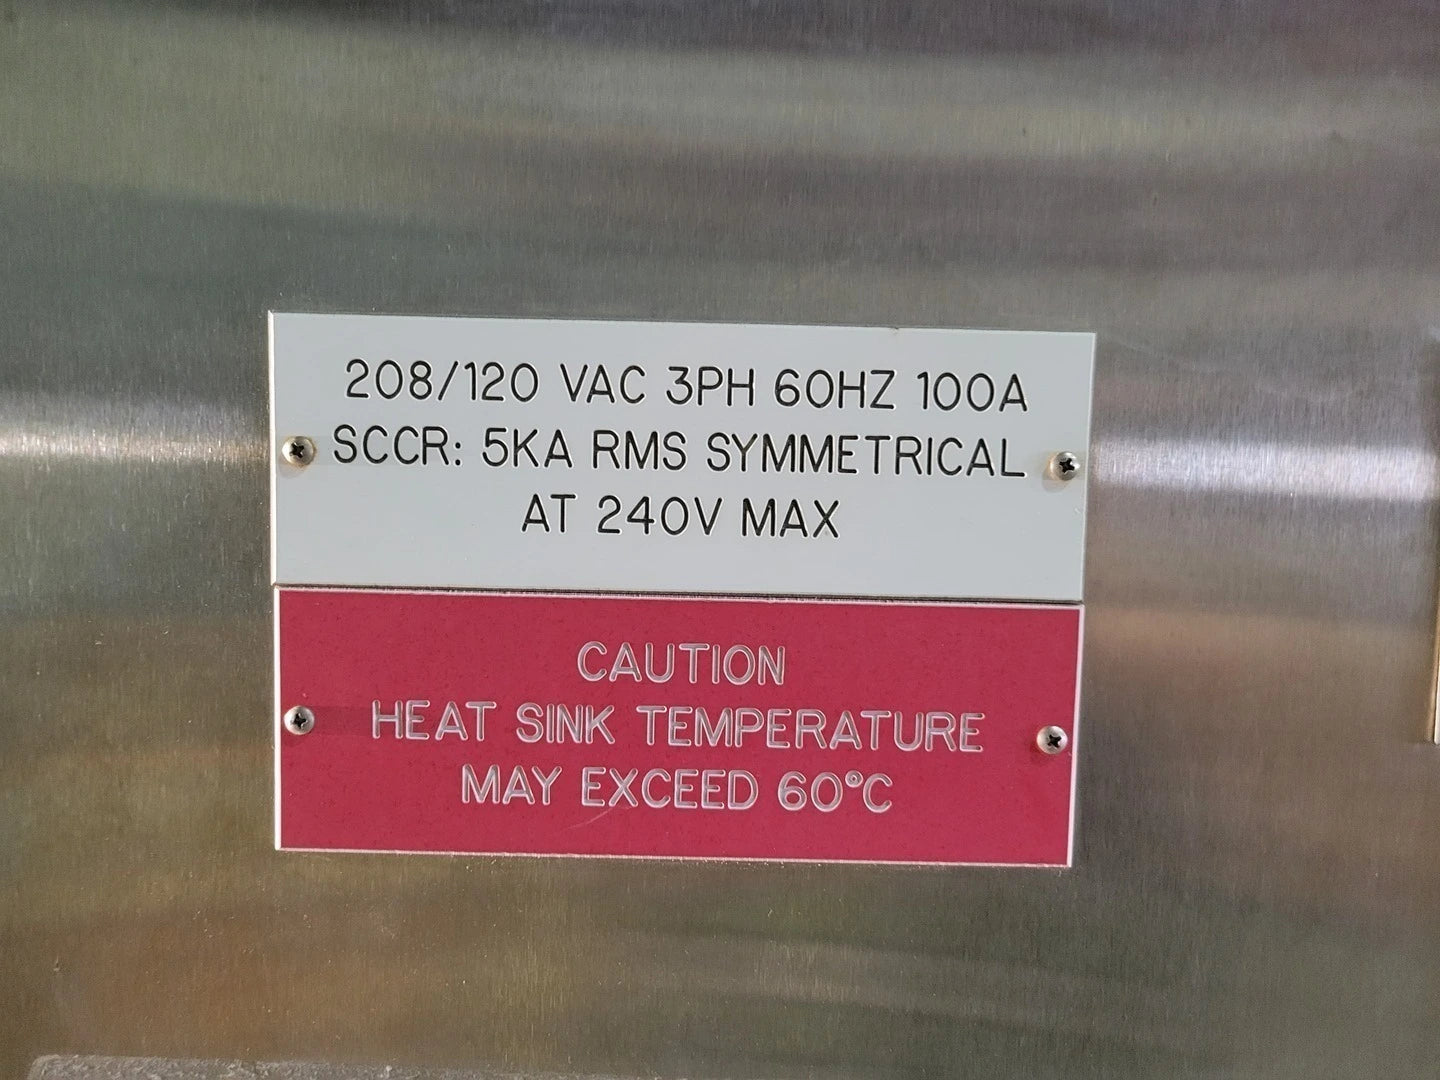 208/120 VAC 3PH 60HZ 100A
SCCR: 5KA RMS SYMMETRICAL
AT 240V MAX
CAUTION
HEAT SINK TEMPERATURE
MAY EXCEED 60°C